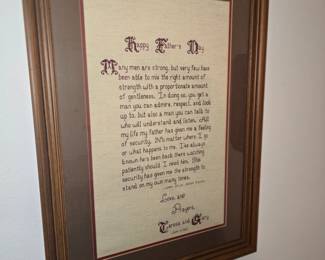 Happy Father's Day
Many men are strong, but very few have
been able to mix the right amount of
strength with a proportionate amount
of gentleness. In doing so, you get a
man you can admire, respect, and look
up to, but also a man you can talk to
who will understand and listen. All
my life my father has given me a feeling
of security. It's matter where I go
or what happens to me. I've always
known he's been back there watching
patiently should I need him. This
security has given me the strength to
stand on my own many times.
Love and
Prayers,
Teresa and Gary